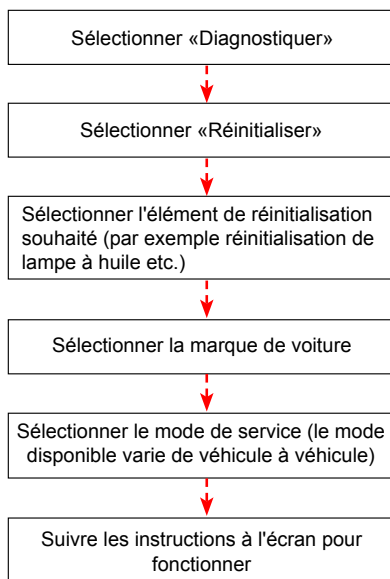 Sélectionner «Diagnostiquer»
Sélectionner «Réinitialiser»
Sélectionner l'élément de réinitialisation
souhaité (par exemple réinitialisation de
lampe à huile etc.)
Sélectionner la marque de voiture
Sélectionner le mode de service (le mode
disponible varie de véhicule à véhicule)
Suivre les instructions à l'écran pour
fonctionner